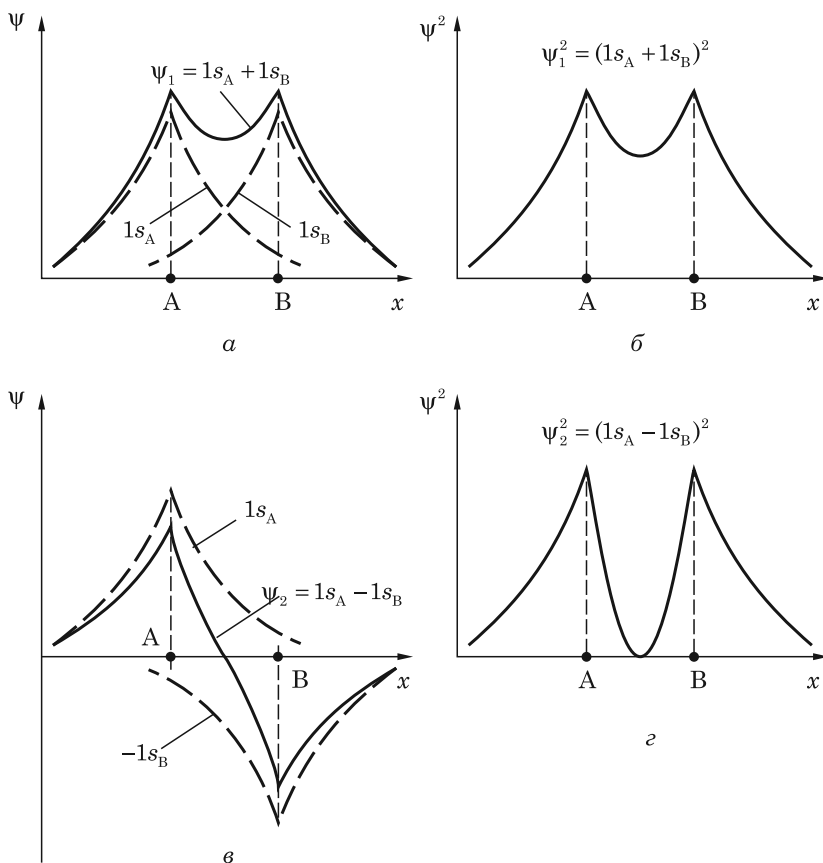 ψ
ψ₁ = 1s_A + 1s_B
1s_A
1s_B
A
B
x
а
ψ²
ψ₁² = (1s_A + 1s_B)²
A
B
x
б
ψ
1s_A
ψ₂ = 1s_A – 1s_B
A
B
x
–1s_B
в
ψ²
ψ₂² = (1s_A – 1s_B)²
A
B
x
г